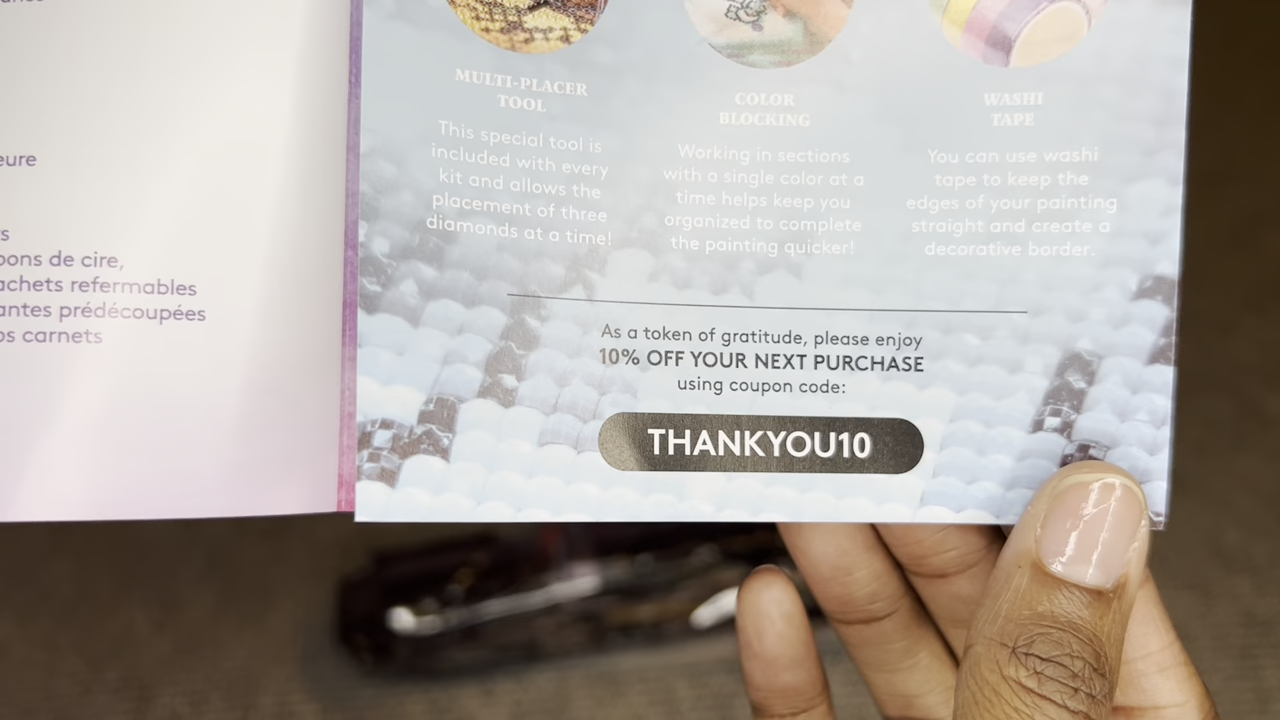 eure
s
pons de cire,
achets refermables
antes prédécoupées
os carnets
MULTI-PLACER
TOOL
This special tool is
included with every
kit and allows the
placement of three
diamonds at a time!
COLOR
BLOCKING
Working in sections
with a single color at a
time helps keep you
organized to complete
the painting quicker!
WASHI
TAPE
You can use washi
tape to keep the
edges of your painting
straight and create a
decorative border.
As a token of gratitude, please enjoy
10% OFF YOUR NEXT PURCHASE
using coupon code:
THANKYOU10